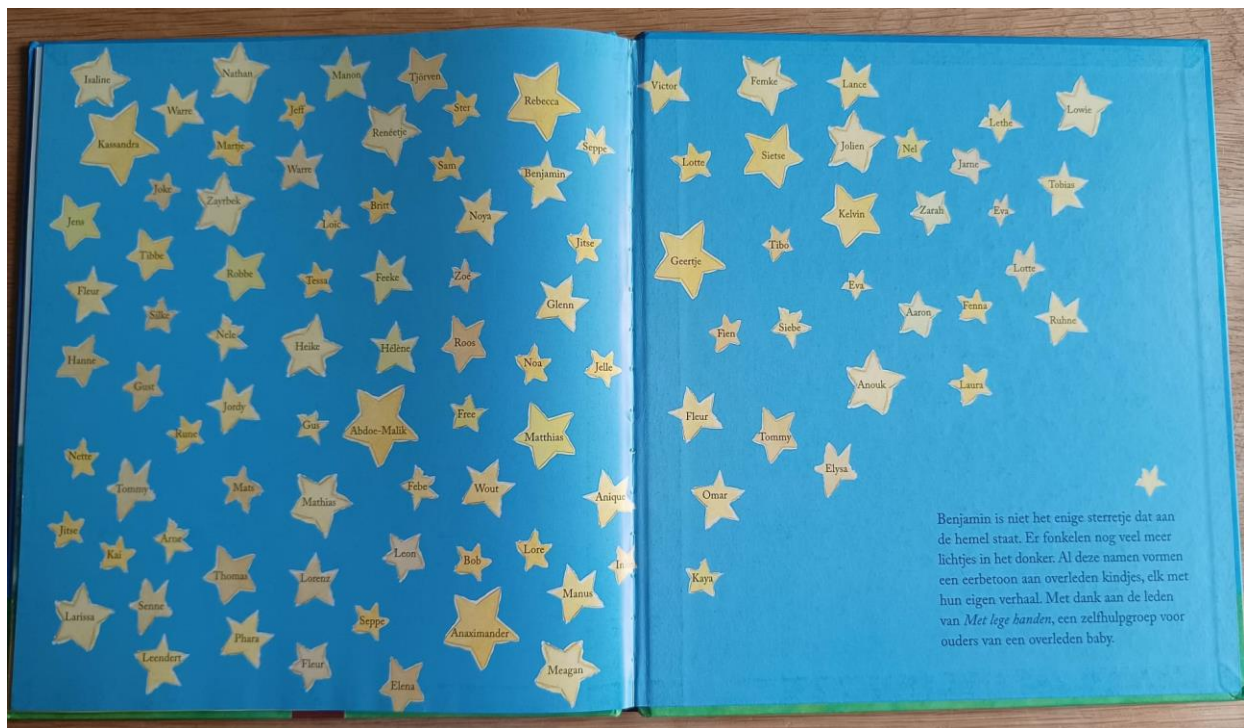 Isaline
Nathan
Manon
Tjörven
Rebecca
Warre
Jeff
Ster
Kassandra
Martje
Renéetje
Seppe
Warre
Sam
Benjamin
Joke
Zayrbek
Britt
Jens
Loïc
Noya
Jitse
Tibbe
Robbe
Tessa
Feeke
Zoé
Fleur
Glenn
Silke
Nele
Heike
Hélène
Roos
Hanne
Noa
Jelle
Gust
Jordy
Gus
Abdoe-Malik
Free
Rune
Matthias
Nette
Tommy
Mats
Mathias
Febe
Wout
Anique
Jitse
Kai
Arne
Leon
Bob
Lore
Thomas
Lorenz
Manus
Larissa
Senne
Phara
Seppe
Anaximander
Leendert
Fleur
Elena
Meagan
Victor
Femke
Lance
Lethe
Lowie
Lotte
Sietse
Jolien
Nel
Jarne
Tobias
Kelvin
Zarah
Eva
Geertje
Tibo
Lotte
Eva
Aaron
Fenna
Ruhne
Fien
Siebe
Anouk
Laura
Fleur
Tommy
Elysa
Omar
Kaya
Benjamin is niet het enige sterretje dat aan
de hemel staat. Er fonkelen nog veel meer
lichtjes in het donker. Al deze namen vormen
een eerbetoon aan overleden kindjes, elk met
hun eigen verhaal. Met dank aan de leden
van Met lege handen, een zelfhulpgroep voor
ouders van een overleden baby.